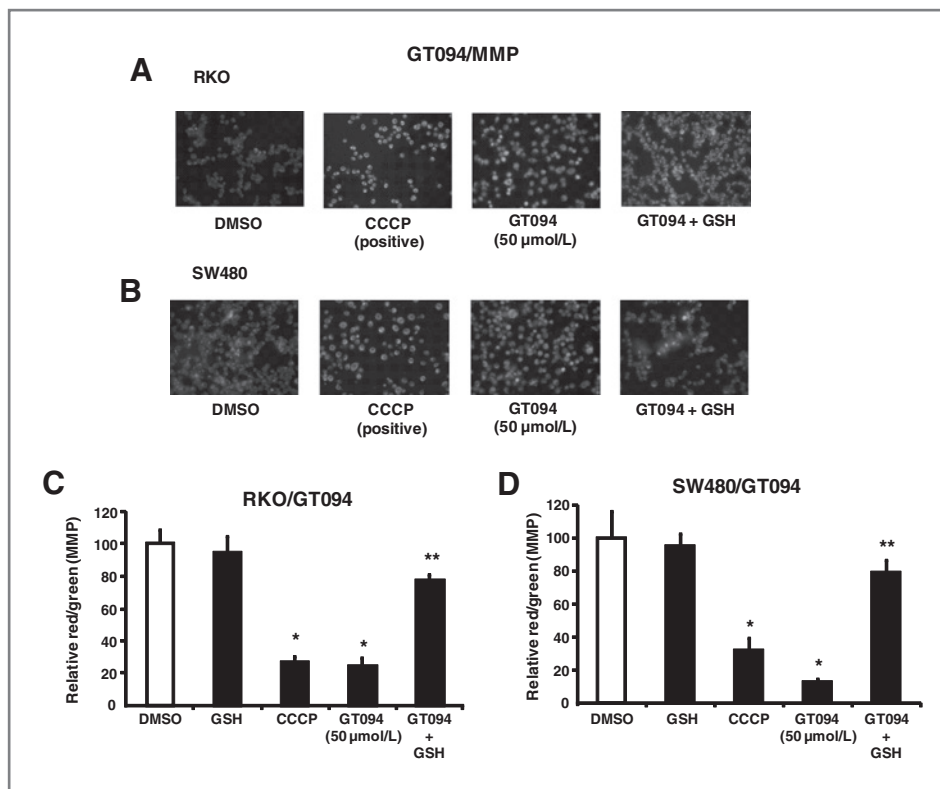 GT094/MMP
A
RKO
DMSO
CCCP
(positive)
GT094
(50 µmol/L)
GT094 + GSH
B
SW480
DMSO
CCCP
(positive)
GT094
(50 µmol/L)
GT094 + GSH
C
RKO/GT094
Relative red/green (MMP)
120
100
80
60
40
20
0
*
*
**
DMSO
GSH
CCCP
GT094
(50 µmol/L)
GT094
+
GSH
D
SW480/GT094
Relative red/green (MMP)
120
100
80
60
40
20
0
*
*
**
DMSO
GSH
CCCP
GT094
(50 µmol/L)
GT094
+
GSH